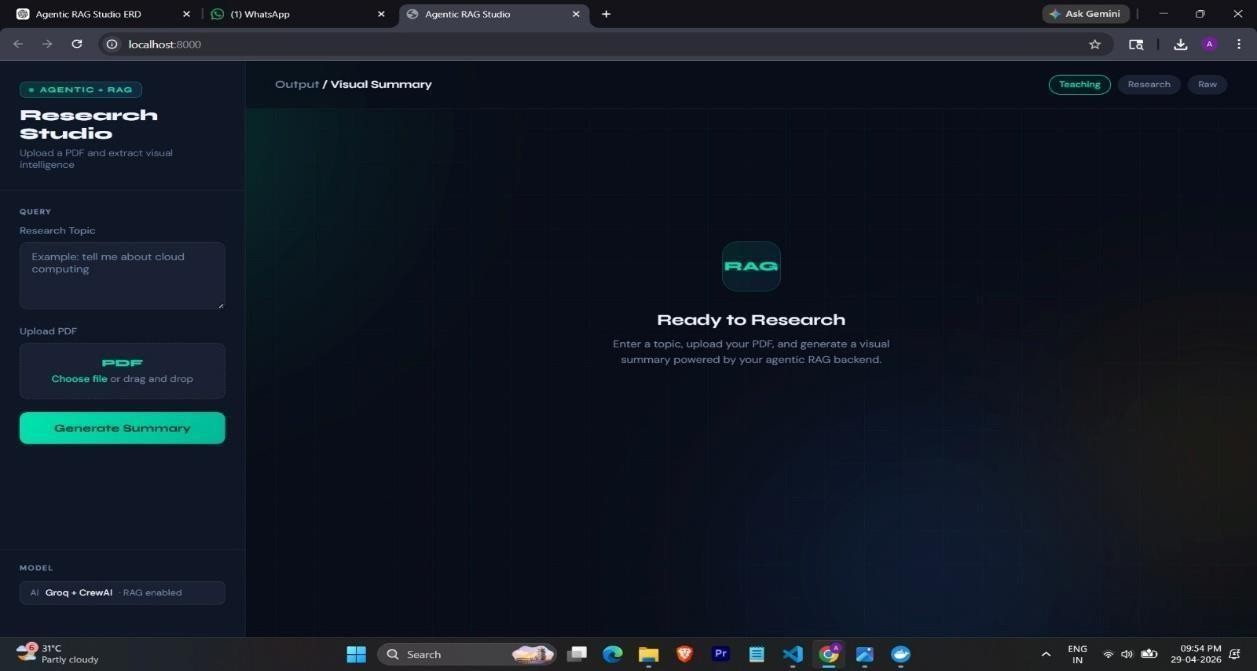 Agentic RAG Studio ERD
(1) WhatsApp
Agentic RAG Studio
Ask Gemini
localhost:8000
A
AGENTIC + RAG
Research
Studio
Upload a PDF and extract visual
intelligence
QUERY
Research Topic
Example: tell me about cloud
computing
Upload PDF
PDF
Choose file or drag and drop
Generate Summary
MODEL
AI Groq + CrewAI · RAG enabled
Output / Visual Summary
Teaching
Research
Raw
RAG
Ready to Research
Enter a topic, upload your PDF, and generate a visual
summary powered by your agentic RAG backend.
6
31°C
Partly cloudy
Search
Pr
A
ENG
IN
09:54 PM
29-04-2026